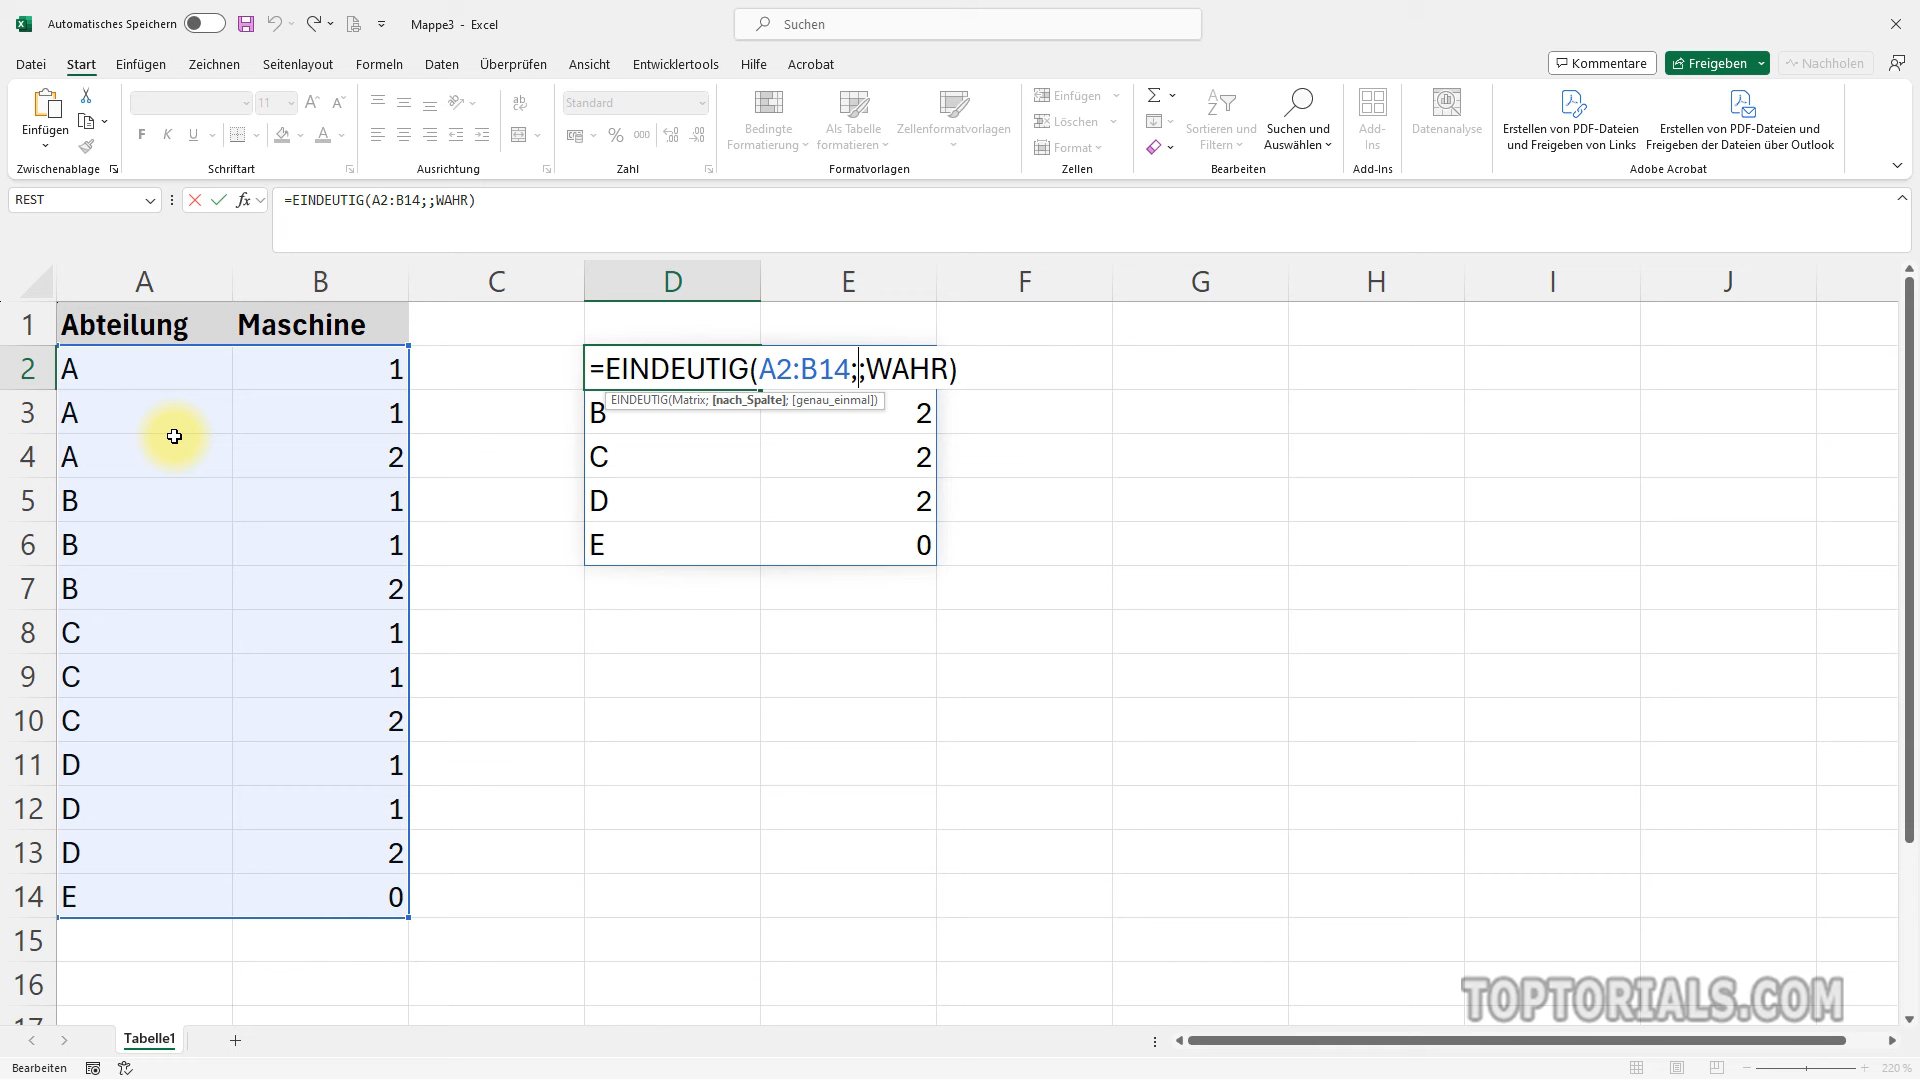 Automatisches Speichern
Mappe3 - Excel
Suchen
Datei Start Einfügen Zeichnen Seitenlayout Formeln Daten Überprüfen Ansicht Entwicklertools Hilfe Acrobat
Kommentare Freigeben Nachholen
Einfügen
Zwischenablage
11
F K U
Schriftart
ab
Ausrichtung
Standard
% 000
Zahl
Bedingte Formatierung
Als Tabelle formatieren
Zellenformatvorlagen
Formatvorlagen
Einfügen
Löschen
Format
Zellen
Sortieren und Filtern
Suchen und Auswählen
Bearbeiten
Add-Ins
Add-Ins
Datenanalyse
Erstellen von PDF-Dateien und Freigeben von Links
Erstellen von PDF-Dateien und Freigeben der Dateien über Outlook
Adobe Acrobat
REST
fx
=EINDEUTIG(A2:B14;;WAHR)
A B C D E F G H I J
1 Abteilung Maschine
2 A 1 =EINDEUTIG(A2:B14;;WAHR)
EINDEUTIG(Matrix; [nach_Spalte]; [genau_einmal])
3 A 1 B 2
4 A 2 C 2
5 B 1 D 2
6 B 1 E 0
7 B 2
8 C 1
9 C 1
10 C 2
11 D 1
12 D 1
13 D 2
14 E 0
15
16
17
TOPTORIALS.COM
Tabelle1
Bearbeiten
220 %